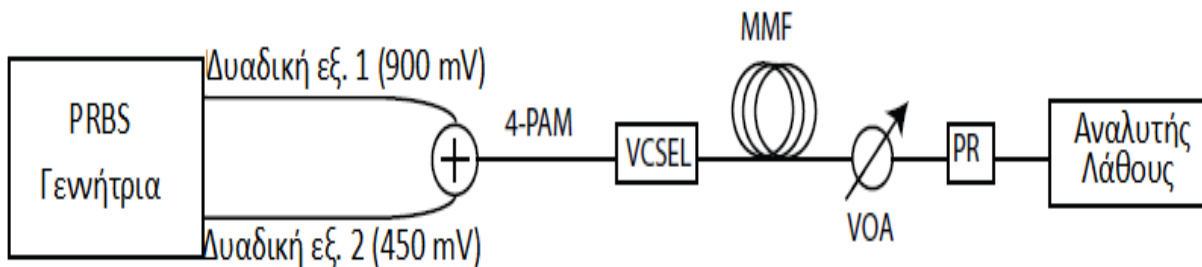 PRBS
Γεννήτρια
Δυαδική εξ. 1 (900 mV)
Δυαδική εξ. 2 (450 mV)
4-PAM
VCSEL
MMF
VOA
PR
Αναλυτής
Λάθους